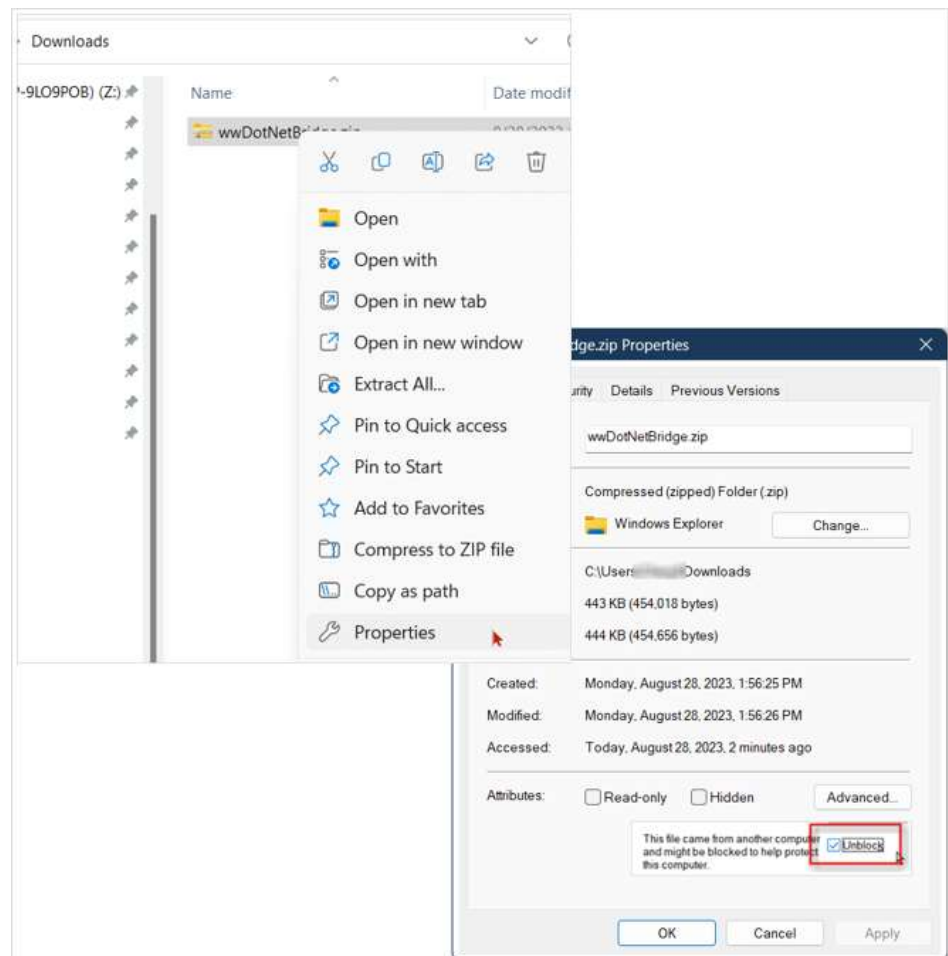 Downloads
-9LO9POB) (Z:)
Name
Date modif
wwDotNetBridge.zip
Open
Open with
Open in new tab
Open in new window
Extract All...
Pin to Quick access
Pin to Start
Add to Favorites
Compress to ZIP file
Copy as path
Properties
dge.zip Properties
urity Details Previous Versions
wwDotNetBridge.zip
Compressed (zipped) Folder (.zip)
Windows Explorer
Change...
C:\Users Downloads
443 KB (454,018 bytes)
444 KB (454,656 bytes)
Created: Monday, August 28, 2023, 1:56:25 PM
Modified: Monday, August 28, 2023, 1:56:26 PM
Accessed: Today, August 28, 2023, 2 minutes ago
Attributes: Read-only Hidden Advanced...
This file came from another computer
and might be blocked to help protect
this computer.
Unblock
OK Cancel Apply